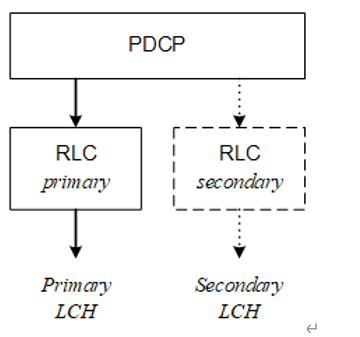 PDCP
RLC
primary
RLC
secondary
Primary
LCH
Secondary
LCH